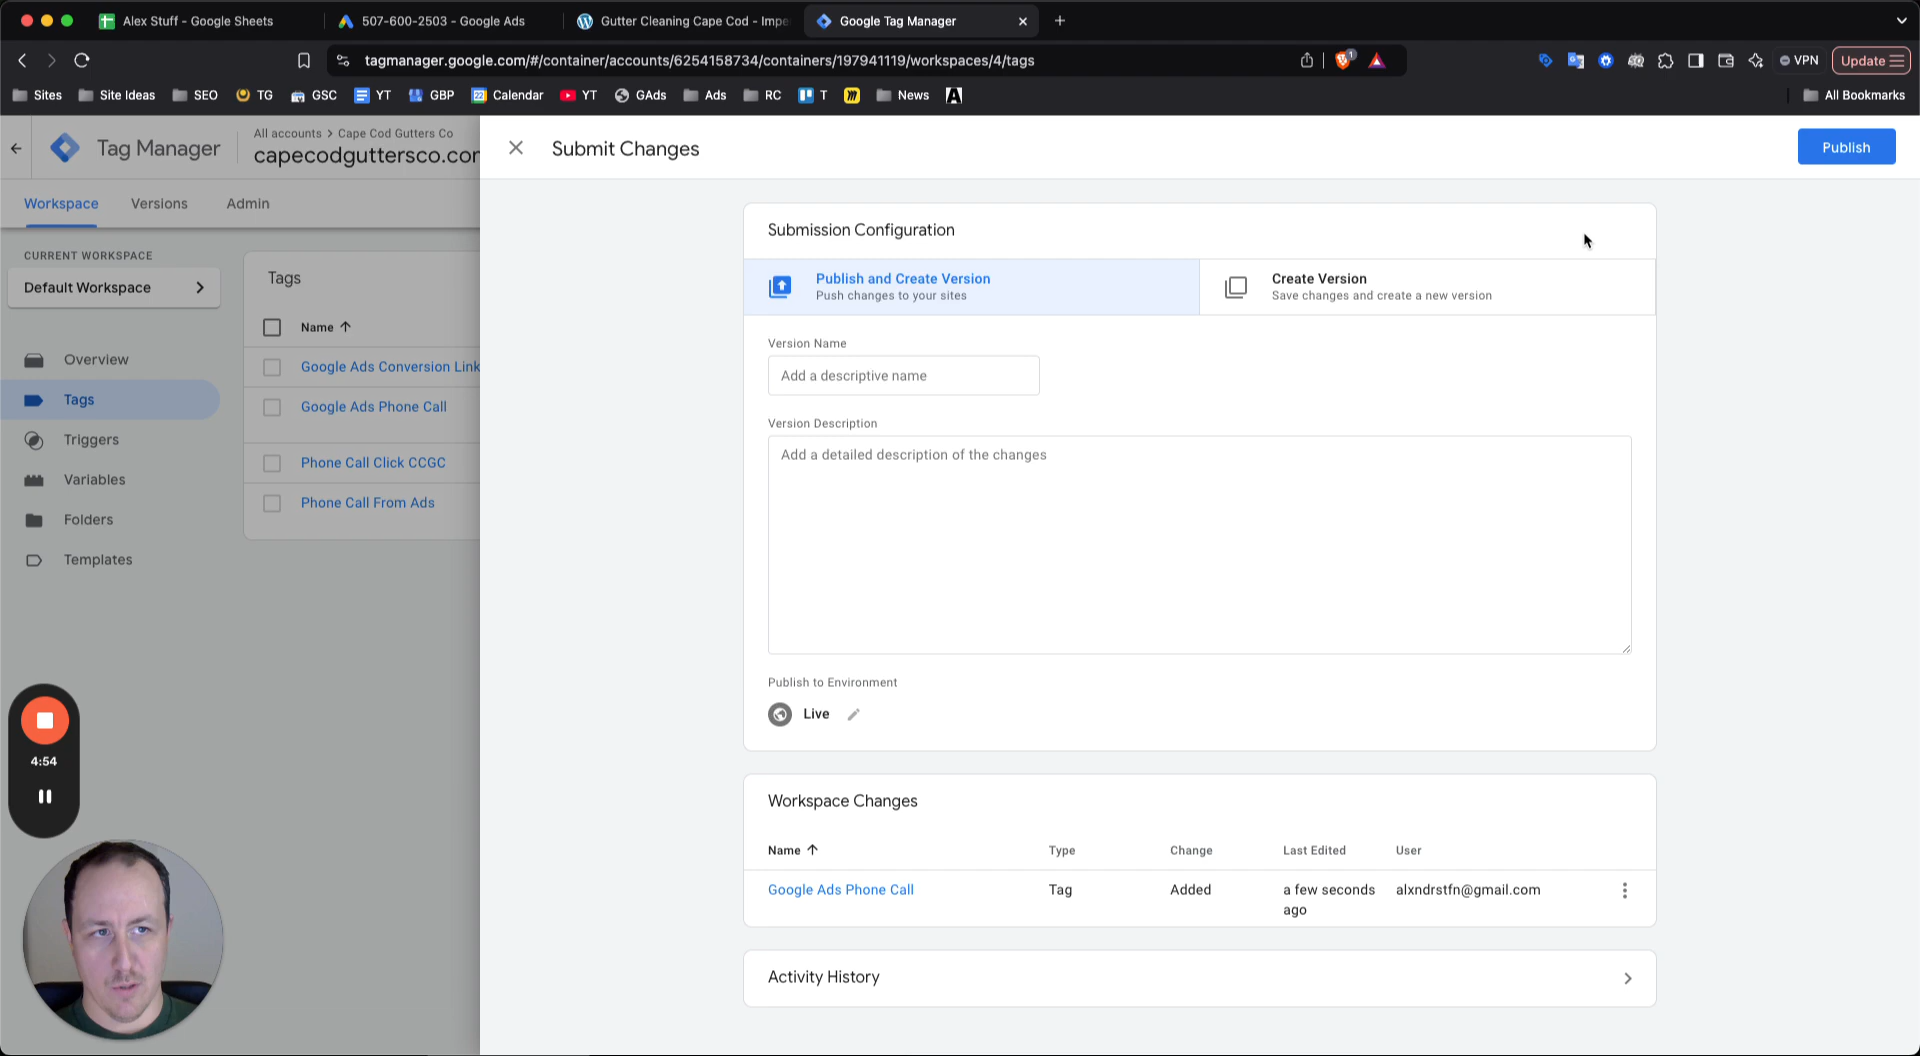 Alex Stuff - Google Sheets
507-600-2503 - Google Ads
Gutter Cleaning Cape Cod - Impe
Google Tag Manager
tagmanager.google.com/#/container/accounts/6254158734/containers/197941119/workspaces/4/tags
1
VPN
Update
Sites
Site Ideas
SEO
TG
GSC
YT
GBP
Calendar
YT
GAds
Ads
RC
T
News
All Bookmarks
Tag Manager
All accounts > Cape Cod Gutters Co
capecodguttersco.com
Submit Changes
Publish
Workspace
Versions
Admin
CURRENT WORKSPACE
Default Workspace
Overview
Tags
Triggers
Variables
Folders
Templates
Tags
Name
Google Ads Conversion Link
Google Ads Phone Call
Phone Call Click CCGC
Phone Call From Ads
Submission Configuration
Publish and Create Version
Push changes to your sites
Create Version
Save changes and create a new version
Version Name
Add a descriptive name
Version Description
Add a detailed description of the changes
Publish to Environment
Live
Workspace Changes
Name
Type
Change
Last Edited
User
Google Ads Phone Call
Tag
Added
a few seconds
ago
alxndrstfn@gmail.com
Activity History
4:54